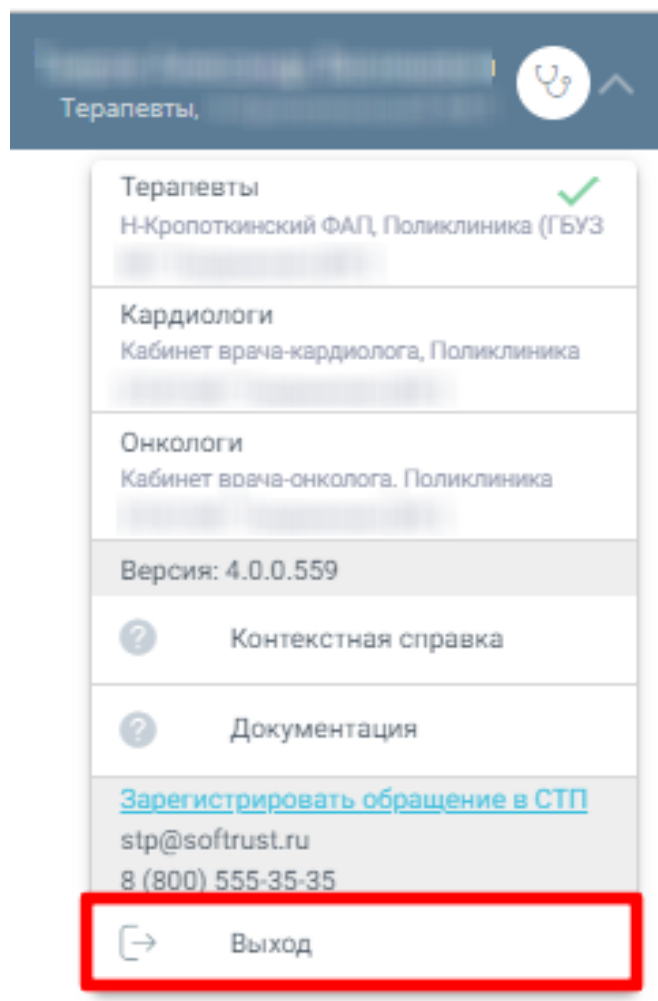 Терапевты,
Терапевты
Н-Кропоткинский ФАП, Поликлиника (ГБУЗ
Кардиологи
Кабинет врача-кардиолога, Поликлиника
Онкологи
Кабинет врача-онколога. Поликлиника
Версия: 4.0.0.559
Контекстная справка
Документация
Зарегистрировать обращение в СТП
stp@softrust.ru
8 (800) 555-35-35
Выход